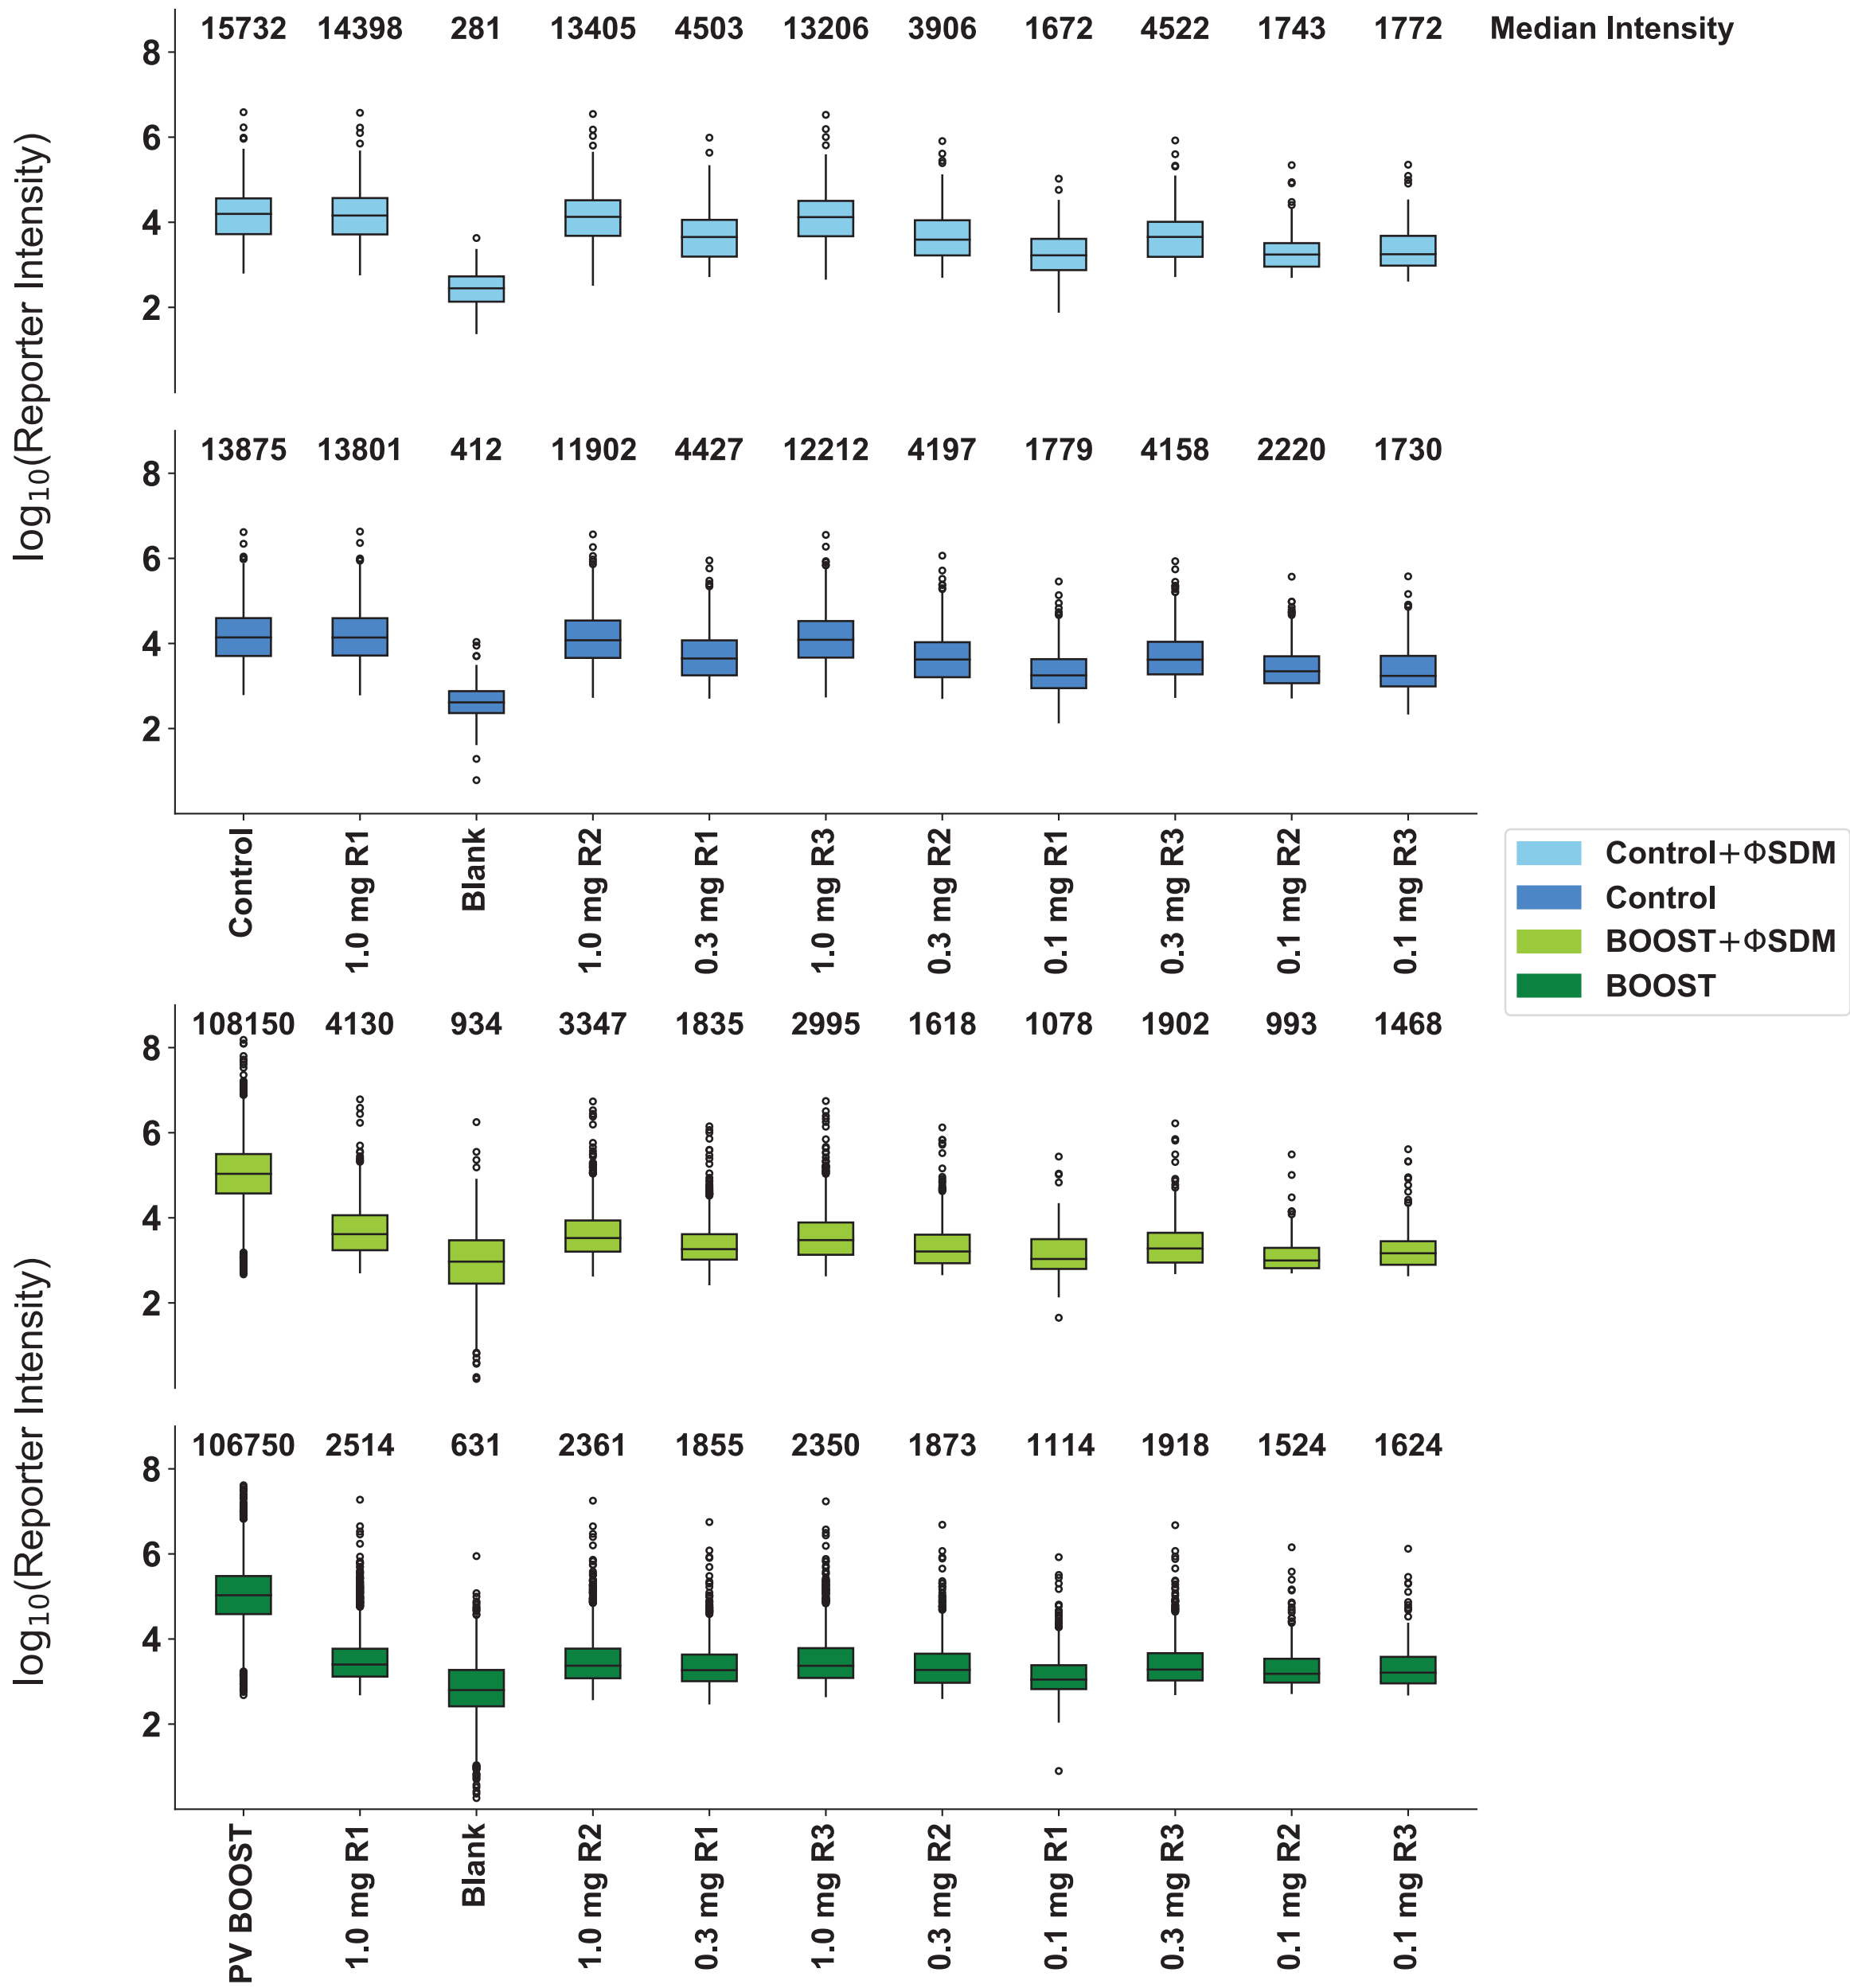 15732 14398 281 13405 4503 13206 3906 1672 4522 1743 1772 Median Intensity
8
6
4
2
log10(Reporter Intensity)
13875 13801 412 11902 4427 12212 4197 1779 4158 2220 1730
8
6
4
2
Control
1.0 mg R1
Blank
1.0 mg R2
0.3 mg R1
1.0 mg R3
0.3 mg R2
0.1 mg R1
0.3 mg R3
0.1 mg R2
0.1 mg R3
Control+ΦSDM
Control
BOOST+ΦSDM
BOOST
108150 4130 934 3347 1835 2995 1618 1078 1902 993 1468
8
6
4
2
log10(Reporter Intensity)
106750 2514 631 2361 1855 2350 1873 1114 1918 1524 1624
8
6
4
2
PV BOOST
1.0 mg R1
Blank
1.0 mg R2
0.3 mg R1
1.0 mg R3
0.3 mg R2
0.1 mg R1
0.3 mg R3
0.1 mg R2
0.1 mg R3